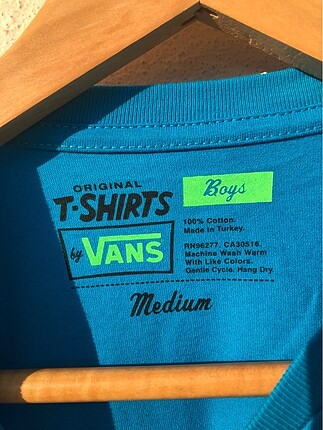 ORIGINAL
T-SHIRTS
by VANS
Boys
100% Cotton.
Made in Turkey.
RN96277. CA30516.
Machine Wash Warm
With Like Colors.
Gentle Cycle. Hang Dry.
Medium